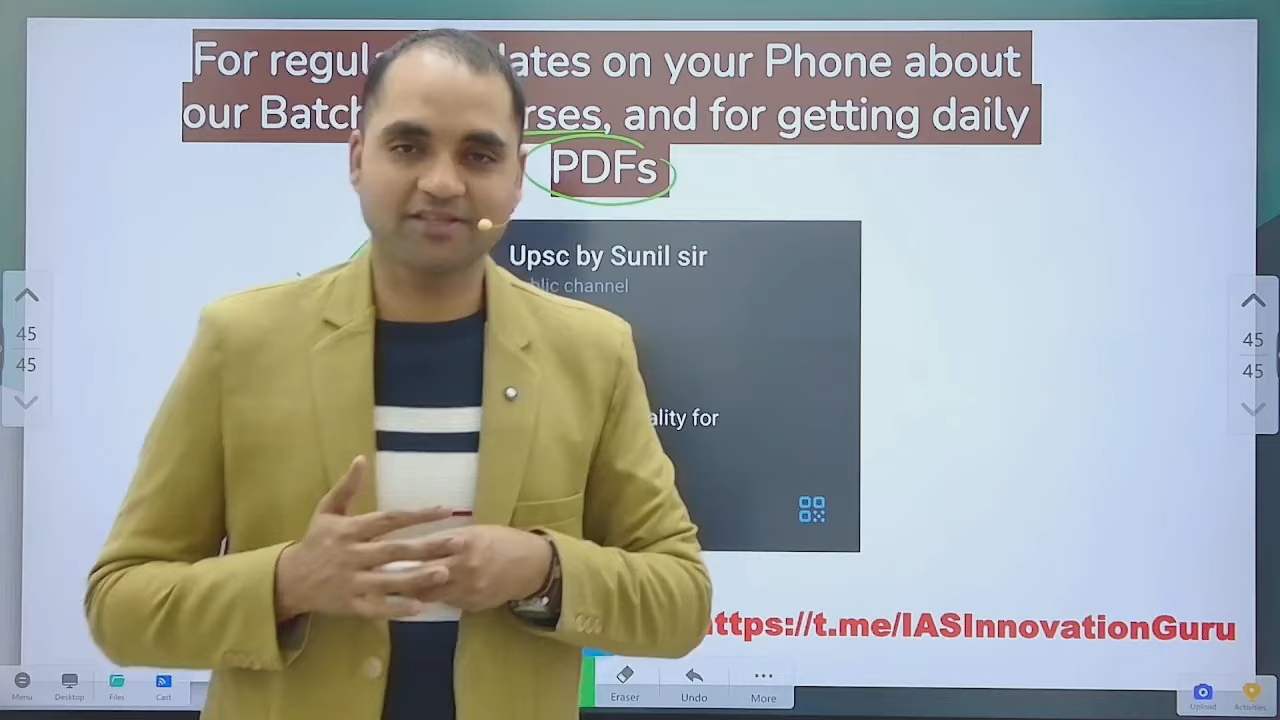 For regul ates on your Phone about
our Batch rses, and for getting daily
PDFs
Upsc by Sunil sir
blic channel
ality for
https://t.me/IASInnovationGuru
45
45
45
45
Menu
Desktop
Files
Cast
Eraser
Undo
More
Upload
Activities